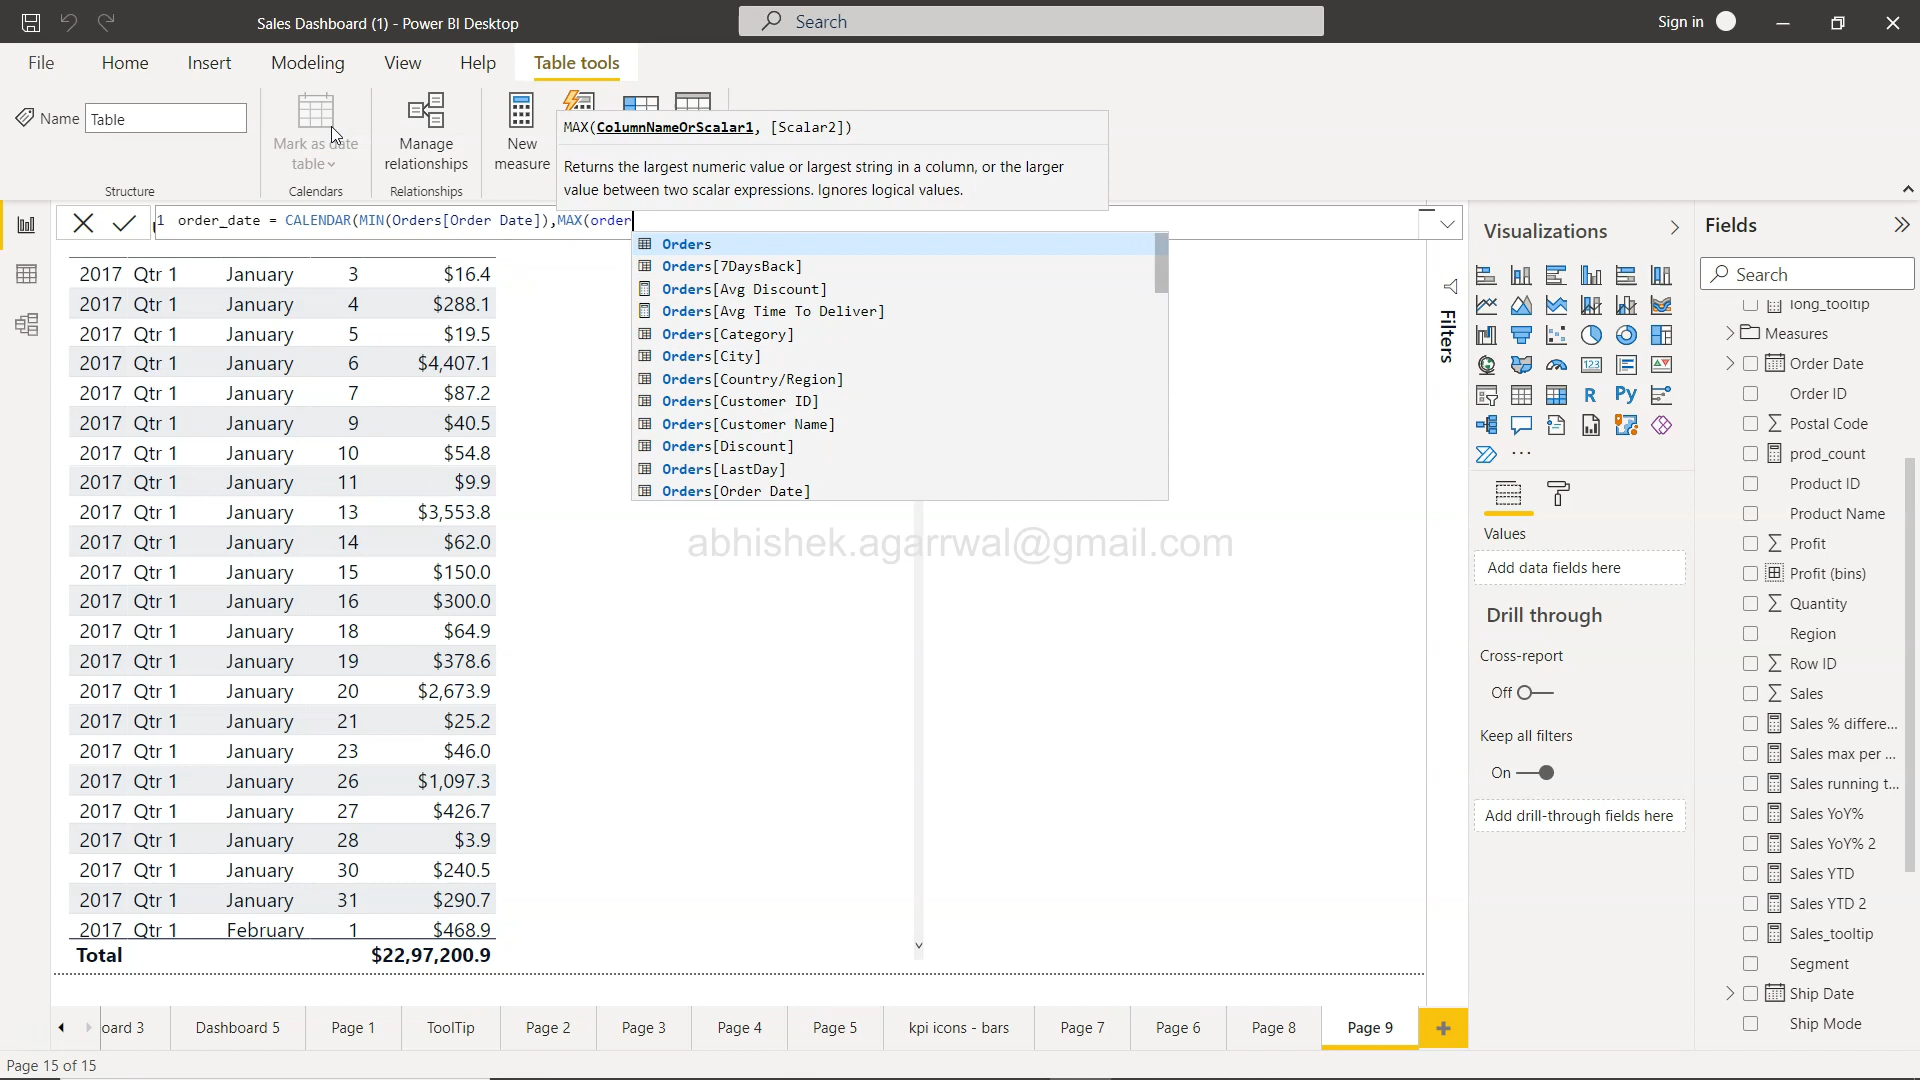 Sales Dashboard (1) - Power BI Desktop
Search
Sign in
File
Home
Insert
Modeling
View
Help
Table tools
Name
Table
Mark as date
table
Manage
relationships
New
measure
Structure
Calendars
Relationships
MAX(ColumnNameOrScalar1, [Scalar2])
Returns the largest numeric value or largest string in a column, or the larger
value between two scalar expressions. Ignores logical values.
1 order_date = CALENDAR(MIN(Orders[Order Date]),MAX(order
Orders
Orders[7DaysBack]
Orders[Avg Discount]
Orders[Avg Time To Deliver]
Orders[Category]
Orders[City]
Orders[Country/Region]
Orders[Customer ID]
Orders[Customer Name]
Orders[Discount]
Orders[LastDay]
Orders[Order Date]
2017 Qtr 1 January 3 $16.4
2017 Qtr 1 January 4 $288.1
2017 Qtr 1 January 5 $19.5
2017 Qtr 1 January 6 $4,407.1
2017 Qtr 1 January 7 $87.2
2017 Qtr 1 January 9 $40.5
2017 Qtr 1 January 10 $54.8
2017 Qtr 1 January 11 $9.9
2017 Qtr 1 January 13 $3,553.8
2017 Qtr 1 January 14 $62.0
2017 Qtr 1 January 15 $150.0
2017 Qtr 1 January 16 $300.0
2017 Qtr 1 January 18 $64.9
2017 Qtr 1 January 19 $378.6
2017 Qtr 1 January 20 $2,673.9
2017 Qtr 1 January 21 $25.2
2017 Qtr 1 January 23 $46.0
2017 Qtr 1 January 26 $1,097.3
2017 Qtr 1 January 27 $426.7
2017 Qtr 1 January 28 $3.9
2017 Qtr 1 January 30 $240.5
2017 Qtr 1 January 31 $290.7
2017 Qtr 1 February 1 $468.9
Total $22,97,200.9
abhishek.agarrwal@gmail.com
Filters
Visualizations
123
R
Py
Values
Add data fields here
Drill through
Cross-report
Off
Keep all filters
On
Add drill-through fields here
Fields
Search
long_tooltip
Measures
Order Date
Order ID
Postal Code
prod_count
Product ID
Product Name
Profit
Profit (bins)
Quantity
Region
Row ID
Sales
Sales % differe...
Sales max per ...
Sales running t...
Sales YoY%
Sales YoY% 2
Sales YTD
Sales YTD 2
Sales_tooltip
Segment
Ship Date
Ship Mode
oard 3
Dashboard 5
Page 1
ToolTip
Page 2
Page 3
Page 4
Page 5
kpi icons - bars
Page 7
Page 6
Page 8
Page 9
Page 15 of 15